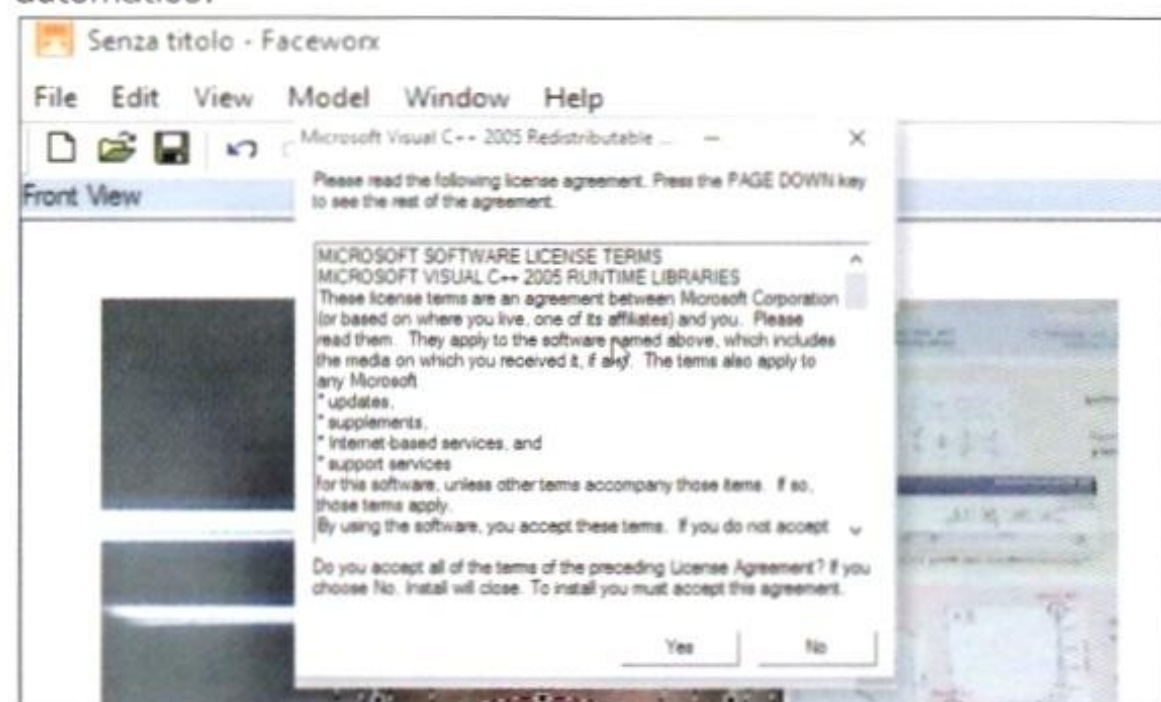 Senza titolo - Faceworx
File Edit View Model Window Help
Microsoft Visual C++ 2005 Redistributable ...
Front View
Please read the following license agreement. Press the PAGE DOWN key
to see the rest of the agreement.
MICROSOFT SOFTWARE LICENSE TERMS
MICROSOFT VISUAL C++ 2005 RUNTIME LIBRARIES
These license terms are an agreement between Microsoft Corporation
(or based on where you live, one of its affiliates) and you. Please
read them. They apply to the software named above, which includes
the media on which you received it, if any. The terms also apply to
any Microsoft
* updates,
* supplements,
* Internet-based services, and
* support services
for this software, unless other terms accompany those items. If so,
those terms apply.
By using the software, you accept these terms. If you do not accept
Do you accept all of the terms of the preceding License Agreement? If you
choose No, Install will close. To install you must accept this agreement.
Yes No